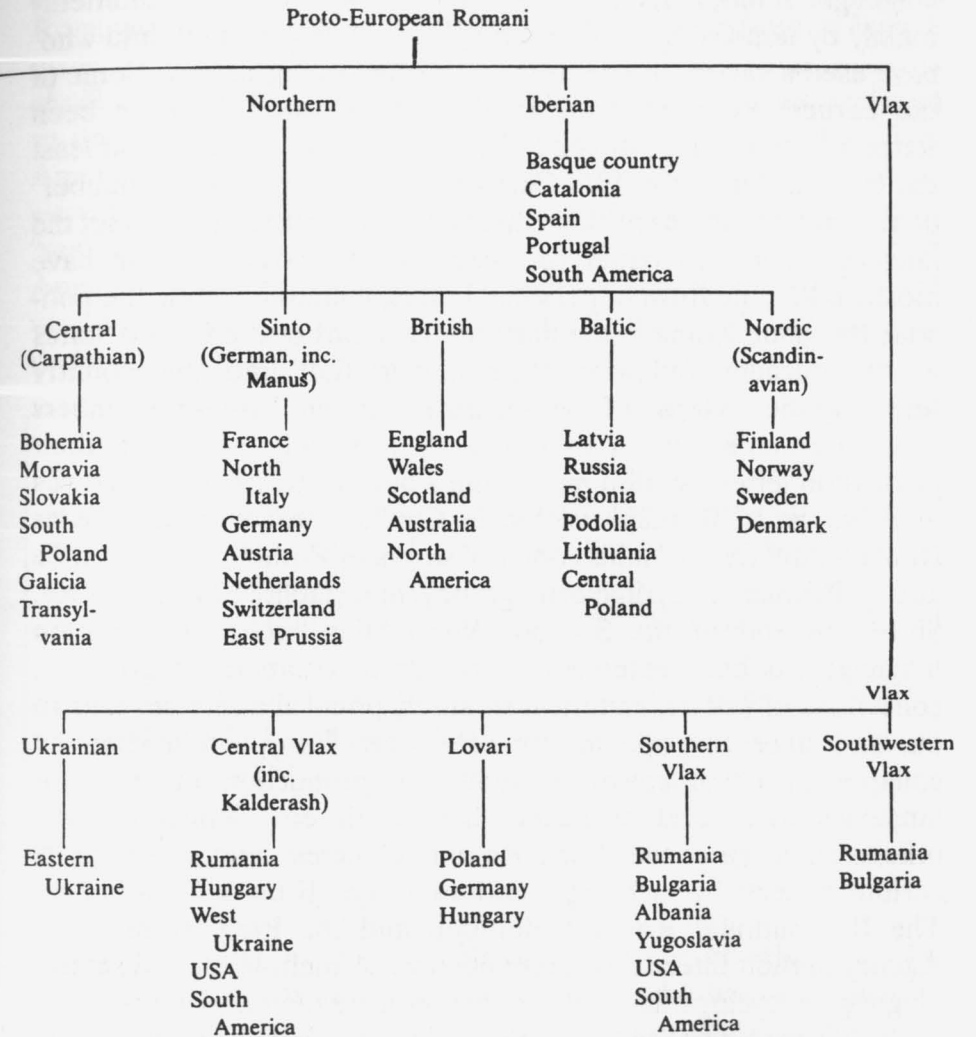 Proto-European Romani
Northern
Iberian
Vlax
Basque country
Catalonia
Spain
Portugal
South America
Central
(Carpathian)
Sinto
(German, inc.
Manuš)
British
Baltic
Nordic
(Scandin-
avian)
Bohemia
Moravia
Slovakia
South
Poland
Galicia
Transyl-
vania
France
North
Italy
Germany
Austria
Netherlands
Switzerland
East Prussia
England
Wales
Scotland
Australia
North
America
Latvia
Russia
Estonia
Podolia
Lithuania
Central
Poland
Finland
Norway
Sweden
Denmark
Vlax
Ukrainian
Central Vlax
(inc.
Kalderash)
Lovari
Southern
Vlax
Southwestern
Vlax
Eastern
Ukraine
Rumania
Hungary
West
Ukraine
USA
South
America
Poland
Germany
Hungary
Rumania
Bulgaria
Albania
Yugoslavia
USA
South
America
Rumania
Bulgaria